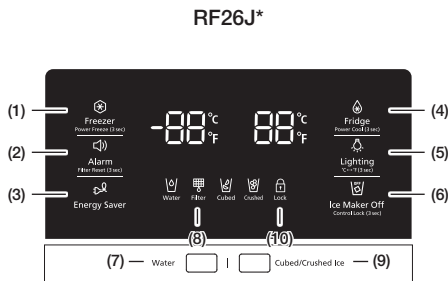 RF26J*
(1) Freezer Power Freeze (3 sec) -88 °C °F 88 °C °F Fridge Power Cool (3 sec) (4)
(2) Alarm Filter Reset (3 sec) Lighting °C↔°F (3 sec) (5)
(3) Energy Saver Water Filter Cubed Crushed Lock OFF Ice Maker Off Control Lock (3 sec) (6)
(8) (10)
(7) Water Cubed/Crushed Ice (9)